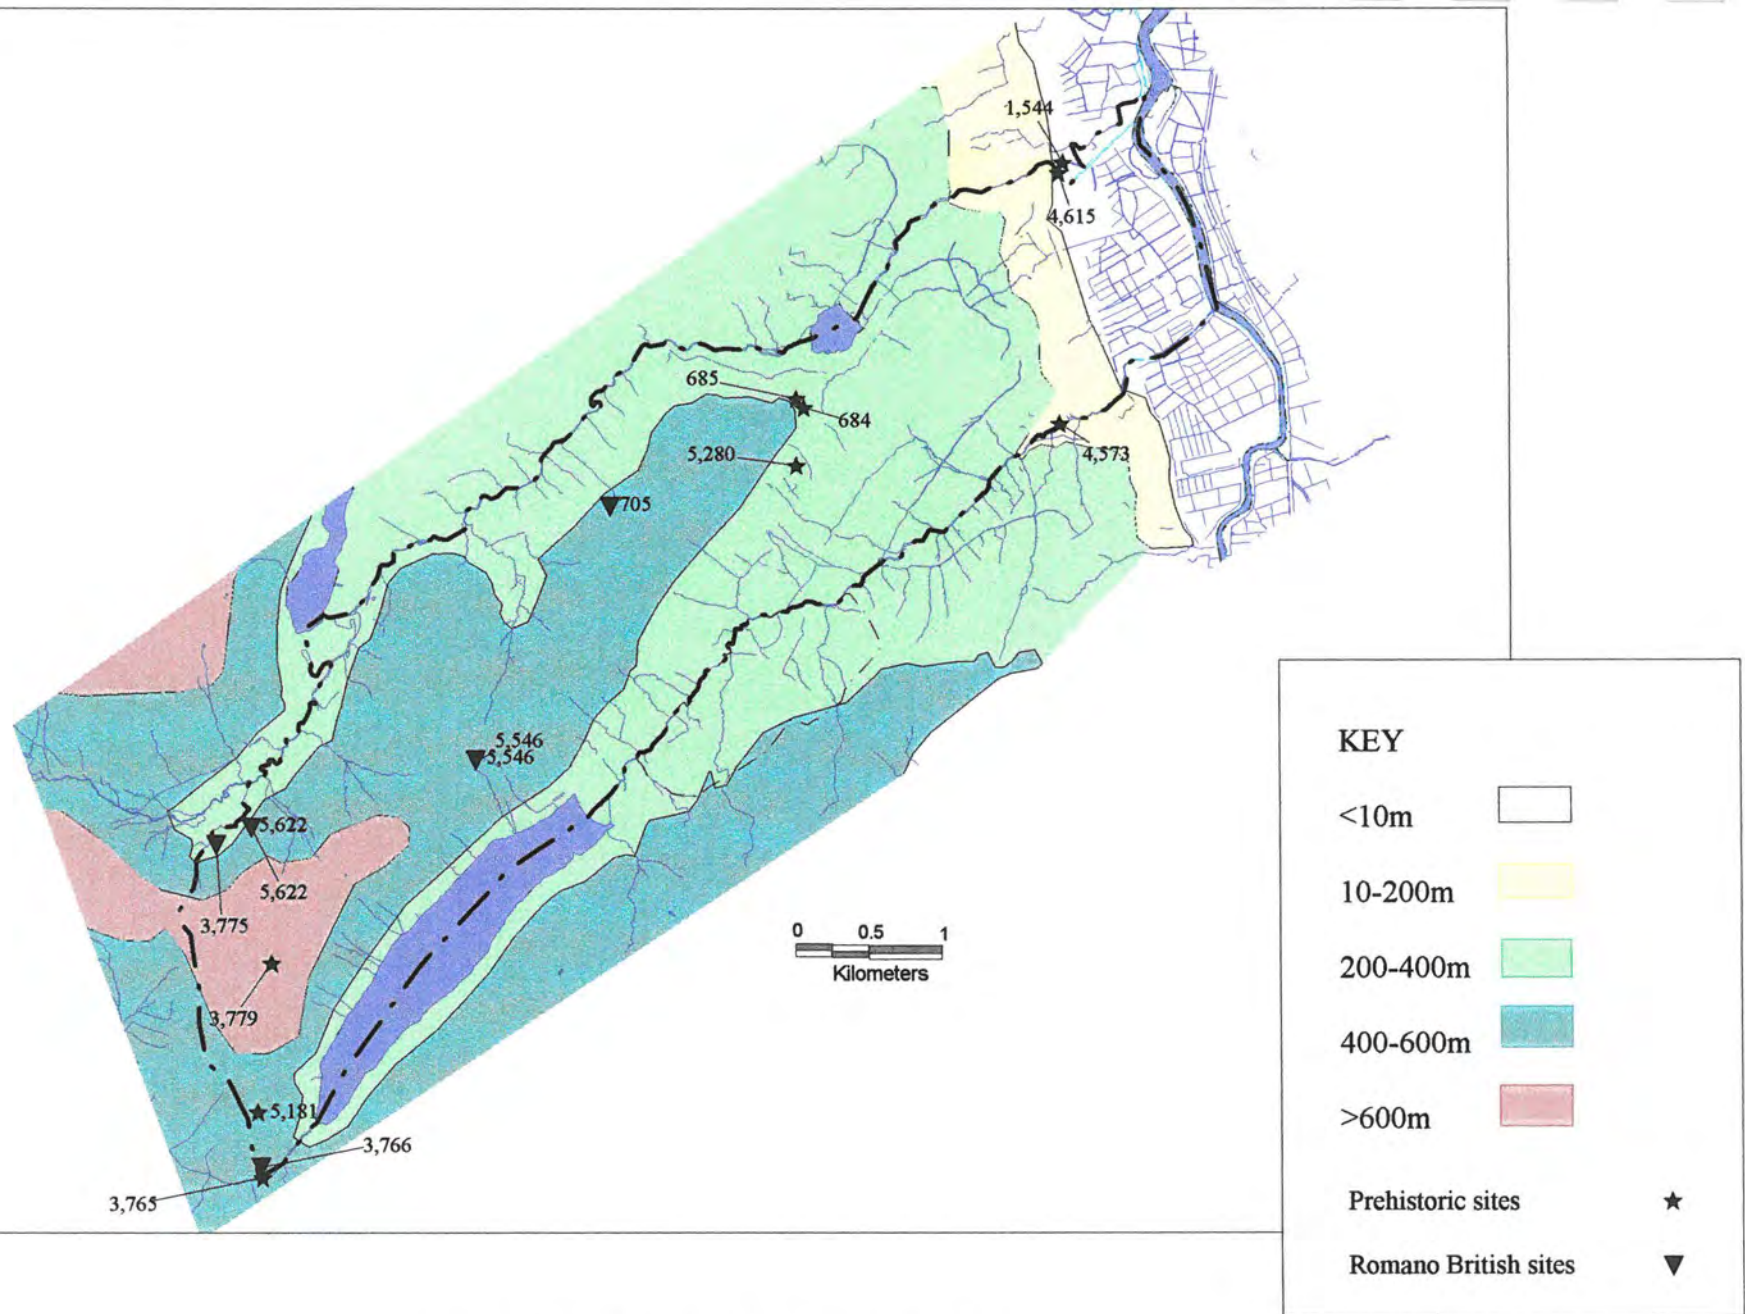 1,544
4,615
685
684
5,280
4,573
705
5,546
5,546
5,622
5,622
3,775
3,779
5,181
3,766
3,765
0 0.5 1
Kilometers
KEY
<10m
10-200m
200-400m
400-600m
>600m
Prehistoric sites
Romano British sites